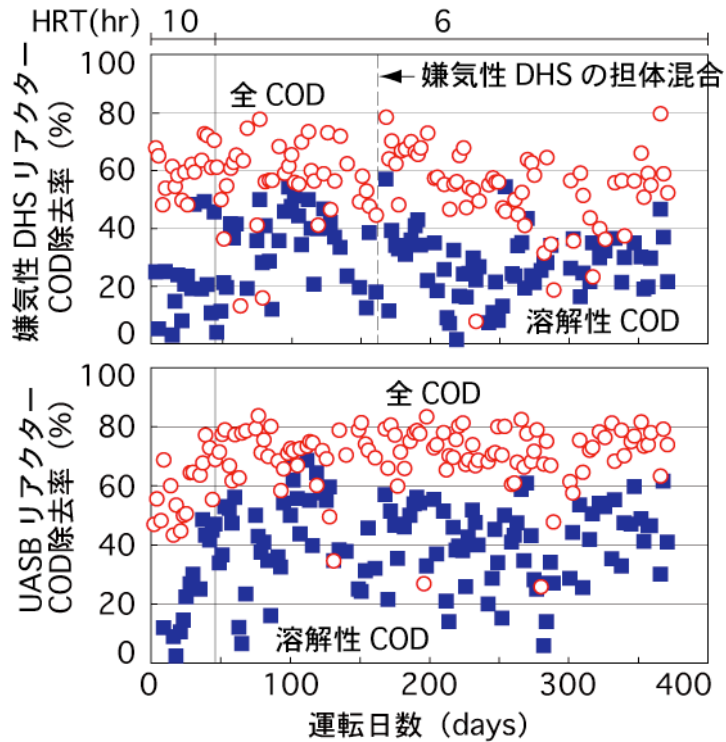 HRT(hr) 10 6
嫌気性 DHS リアクター
COD除去率（%）
100
80
60
40
20
0
全 COD
嫌気性 DHS の担体混合
溶解性 COD
UASB リアクター
COD除去率（%）
100
80
60
40
20
0
全 COD
溶解性 COD
0 100 200 300 400
運転日数（days）